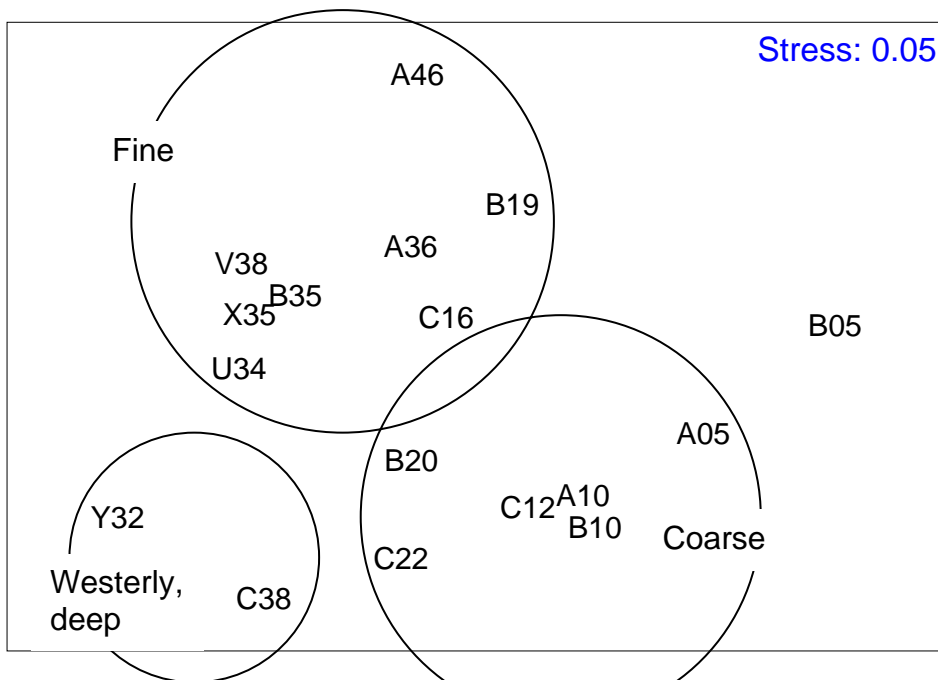 Stress: 0.05
A46
Fine
B19
A36
V38
B35
X35
C16
B05
U34
A05
B20
A10
C12
Y32
B10
Coarse
C22
Westerly,
deep
C38